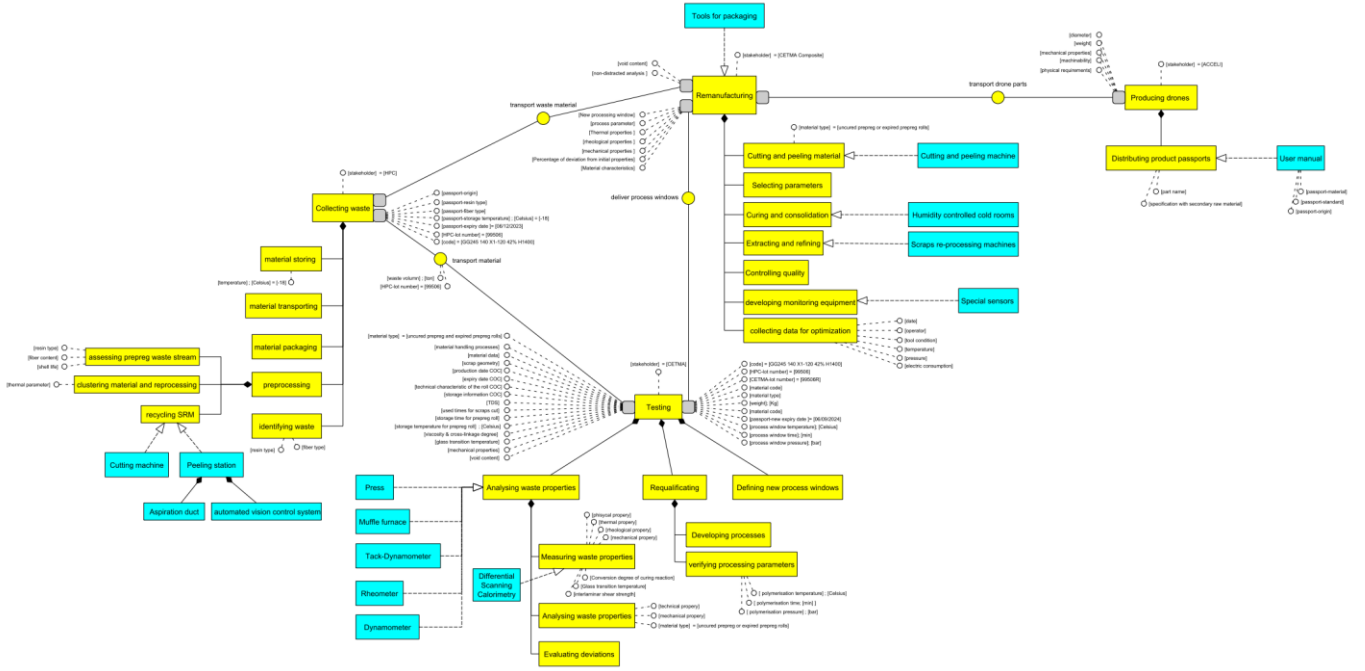 Tools for packaging
[stakeholder] = [CETMA Composite]
[void content]
[non-distracted analysis ]
Remanufacturing
transport waste material
[New processing window]
[process parameter]
[Thermal properties ]
[rheological properties ]
[mechanical properties ]
[Percentage of deviation from initial properties]
[Material characteristics]
transport drone parts
[diameter]
[weight]
[mechanical properties]
[machinability]
[physical requirements]
[stakeholder] = [ACCELI]
Producing drones
Distributing product passports
User manual
[part name]
[specification with secondary raw material]
[passport-material]
[passport-standard]
[passport-origin]
[material type] = [uncured prepreg or expired prepreg rolls]
Cutting and peeling material
Cutting and peeling machine
Selecting parameters
Curing and consolidation
Humidity controlled cold rooms
Extracting and refining
Scraps re-processing machines
Controlling quality
developing monitoring equipment
Special sensors
collecting data for optimization
[date]
[operator]
[tool condition]
[temperature]
[pressure]
[electric consumption]
deliver process windows
[stakeholder] = [HPC]
Collecting waste
[passport-origin]
[passport-resin type]
[passport-fiber type]
[passport-storage temperature] ; [Celsius] = [-18]
[passport-expiry date ]= [06/12/2023]
[HPC-lot number] = [99508]
[code] = [GG245 140 X1-120 42% H1400]
transport material
[waste volumn] ; [ton]
[HPC-lot number] = [99508]
material storing
[temperature] ; [Celsius] = [-18]
material transporting
material packaging
preprocessing
identifying waste
[resin type]
[fiber type]
[resin type]
[fiber content]
[shelf life]
assessing prepreg waste stream
[thermal parameter]
clustering material and reprocessing
recycling SRM
Cutting machine
Peeling station
Aspiration duct
automated vision control system
[material type] = [uncured prepreg and expired prepreg rolls]
[material handling processes]
[material data]
[scrap geometry]
[production date COC]
[expiry date COC]
[technical characteristic of the roll COC]
[storage information COC]
[TDS]
[used times for scraps cut]
[storage time for prepreg roll]
[storage temperature for prepreg roll] ; [Celsius]
[viscosity & cross-linkage degree]
[glass trenstion temperature]
[mechanical properties]
[void content]
[stakeholder] = [CETMA]
Testing
[code] = [GG245 140 X1-120 42% H1400]
[HPC-lot number] = [99508]
[CETMA-lot number] = [99508R]
[material code]
[material type]
[weight]; [Kg]
[material code]
[passport-new-expiry date ]= [06/09/2024]
[process window temperature]; [Celsius]
[process window time]; [min]
[process window pressure]; [bar]
Analysing waste properties
Requalificating
Defining new process windows
Press
Muffle furnace
Tack-Dynamometer
Rheometer
Dynamometer
[phisycal propery]
[thermal propery]
[rheological propery]
[mechanical propery]
Measuring waste properties
Differential
Scanning
Calorimetry
[Conversion degree of curing reaction]
[Glass transition temperature]
[interlaminar shear strength]
Analysing waste properties
[technical propery]
[mechanical propery]
[material type] = [uncured prepreg or expired prepreg rolls]
Evaluating deviations
Developing processes
verifying processing parameters
[ polymerisation temperature] ; [Celsius]
[ polymerisation time; [min] ]
[ polymerisation pressure] ; [bar]